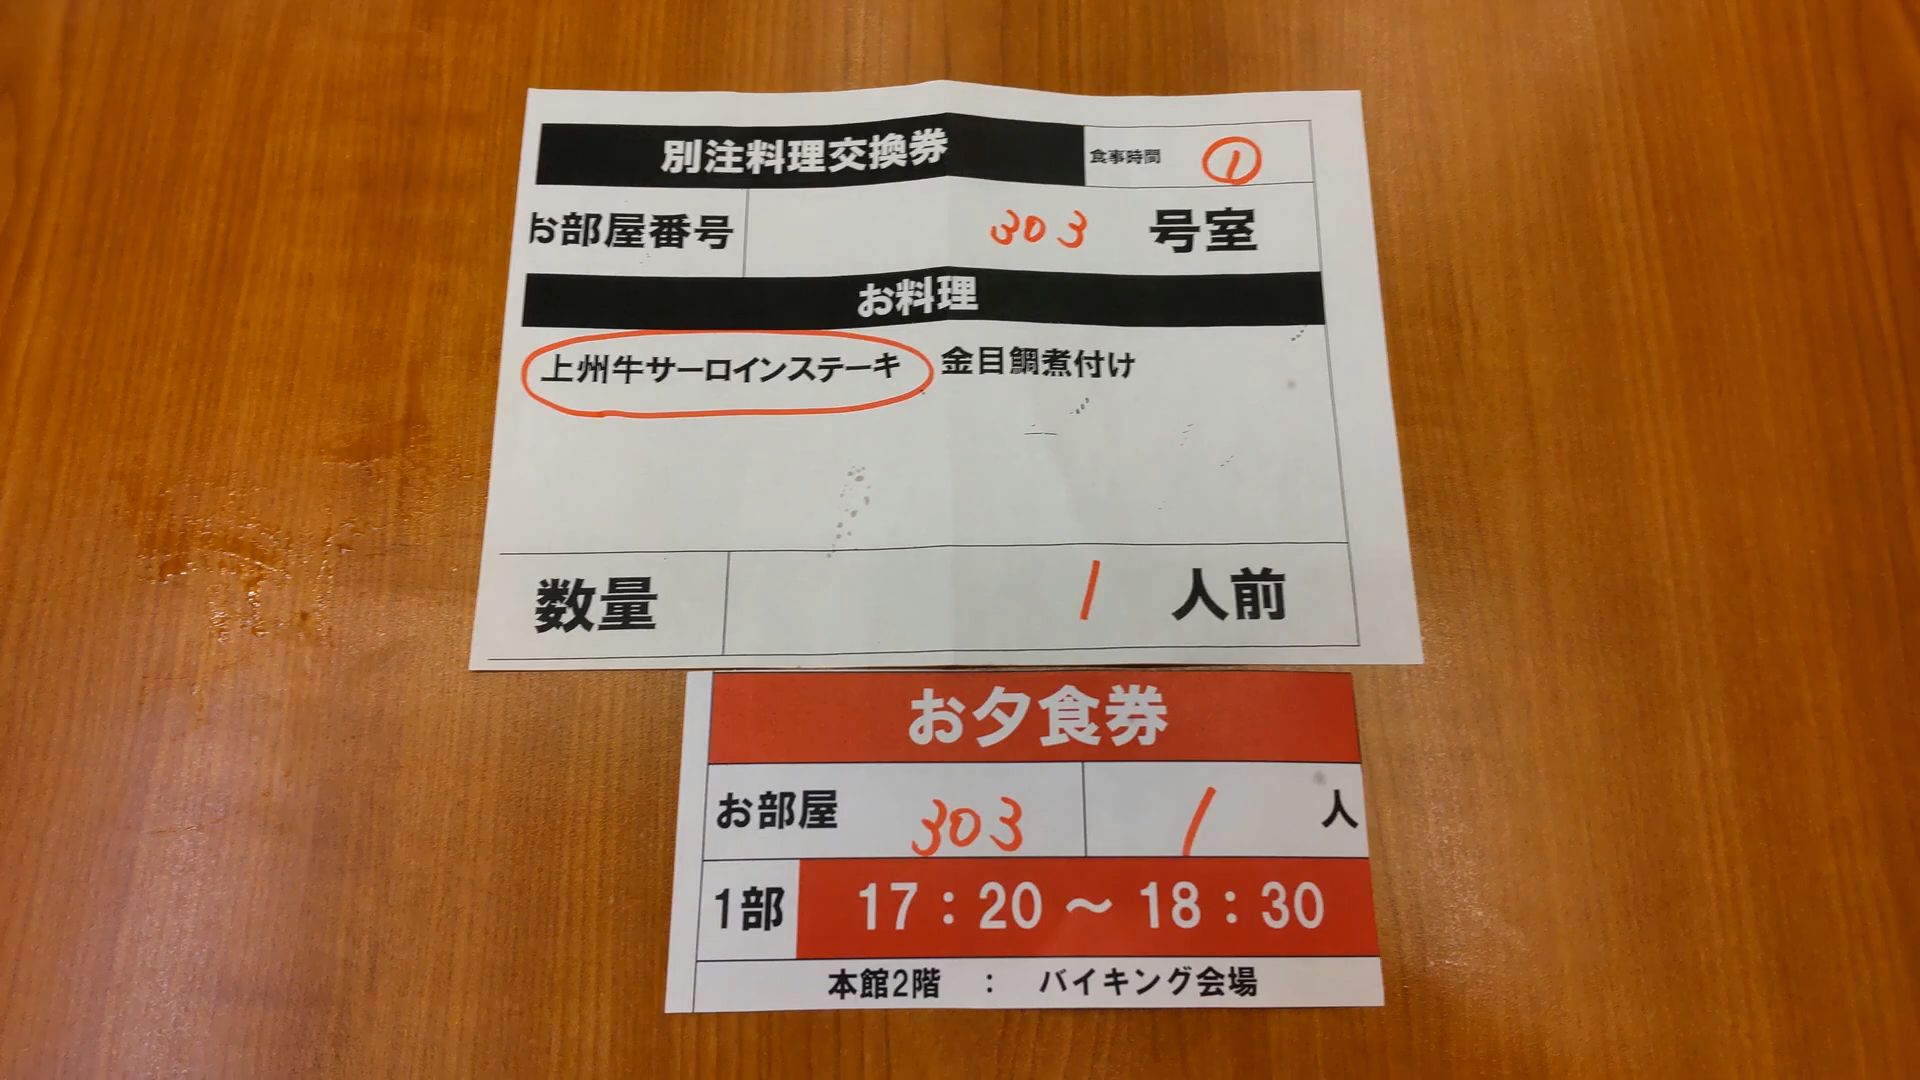 別注料理交換券 食事時間 ①
お部屋番号 303 号室
お料理
上州牛サーロインステーキ 金目鯛煮付け
数量 1 人前
お夕食券
お部屋 303 1 人
1部 17：20～18：30
本館2階 ： バイキング会場